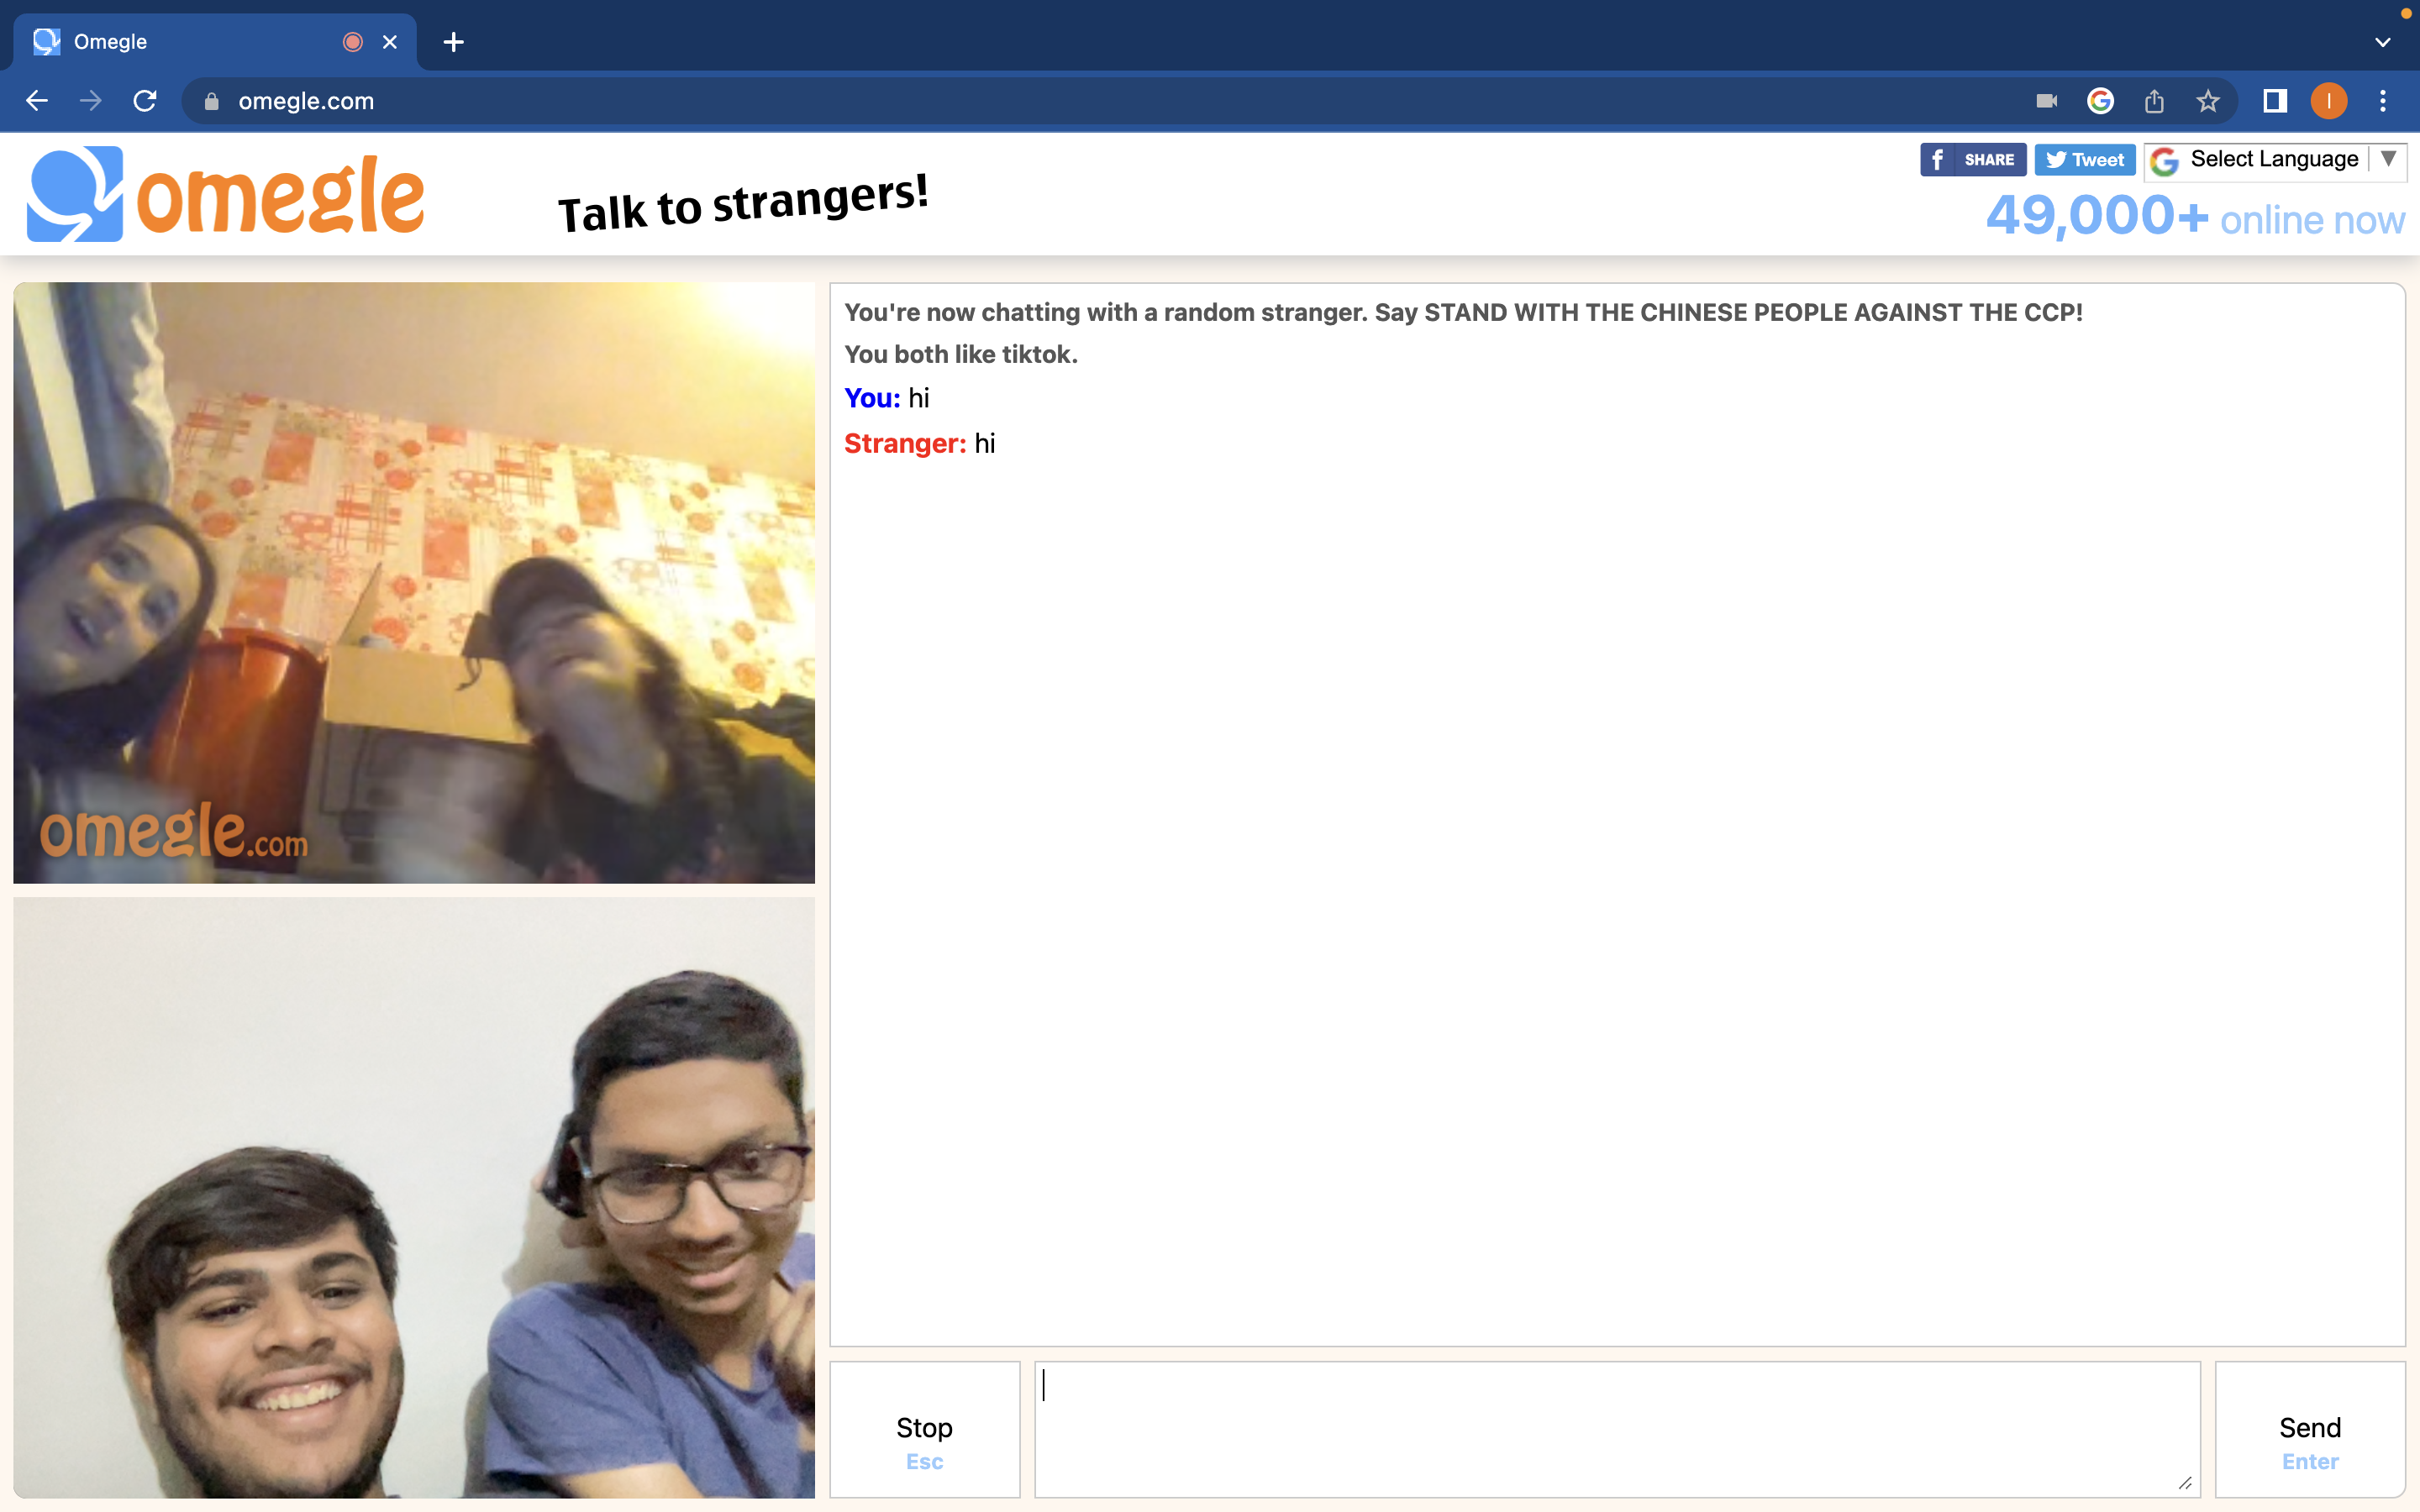 Omegle
omegle.com
I
omegle
Talk to strangers!
f SHARE
Tweet
Select Language
49,000+ online now
omegle.com
You're now chatting with a random stranger. Say STAND WITH THE CHINESE PEOPLE AGAINST THE CCP!
You both like tiktok.
You: hi
Stranger: hi
Stop
Esc
Send
Enter